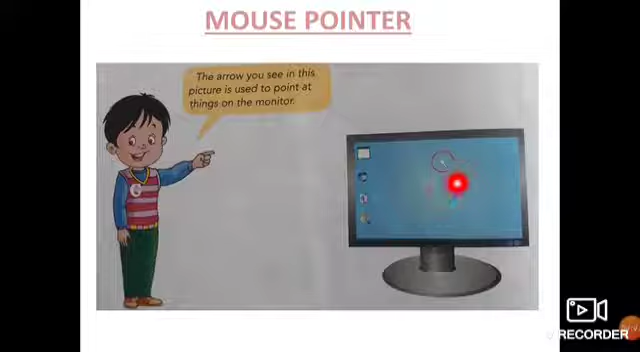 MOUSE POINTER
The arrow you see in this
picture is used to point at
things on the monitor.
RECORDER